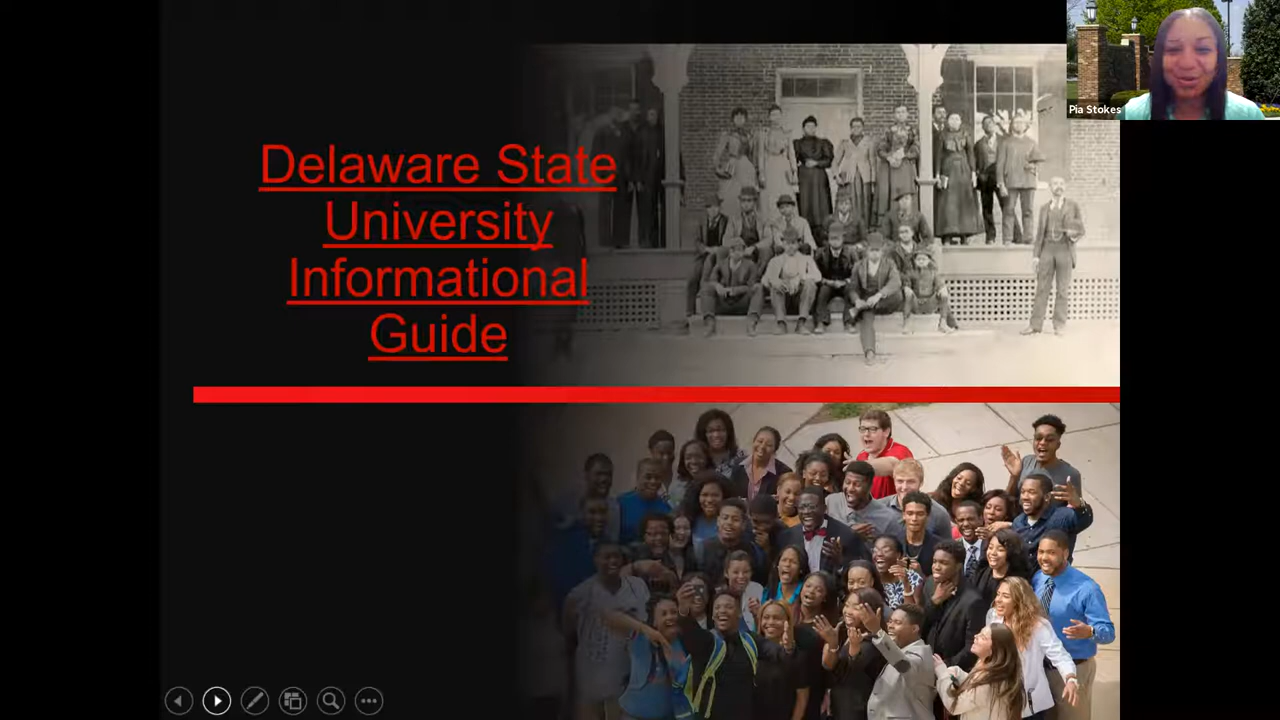 Delaware State
University
Informational
Guide
Pia Stokes